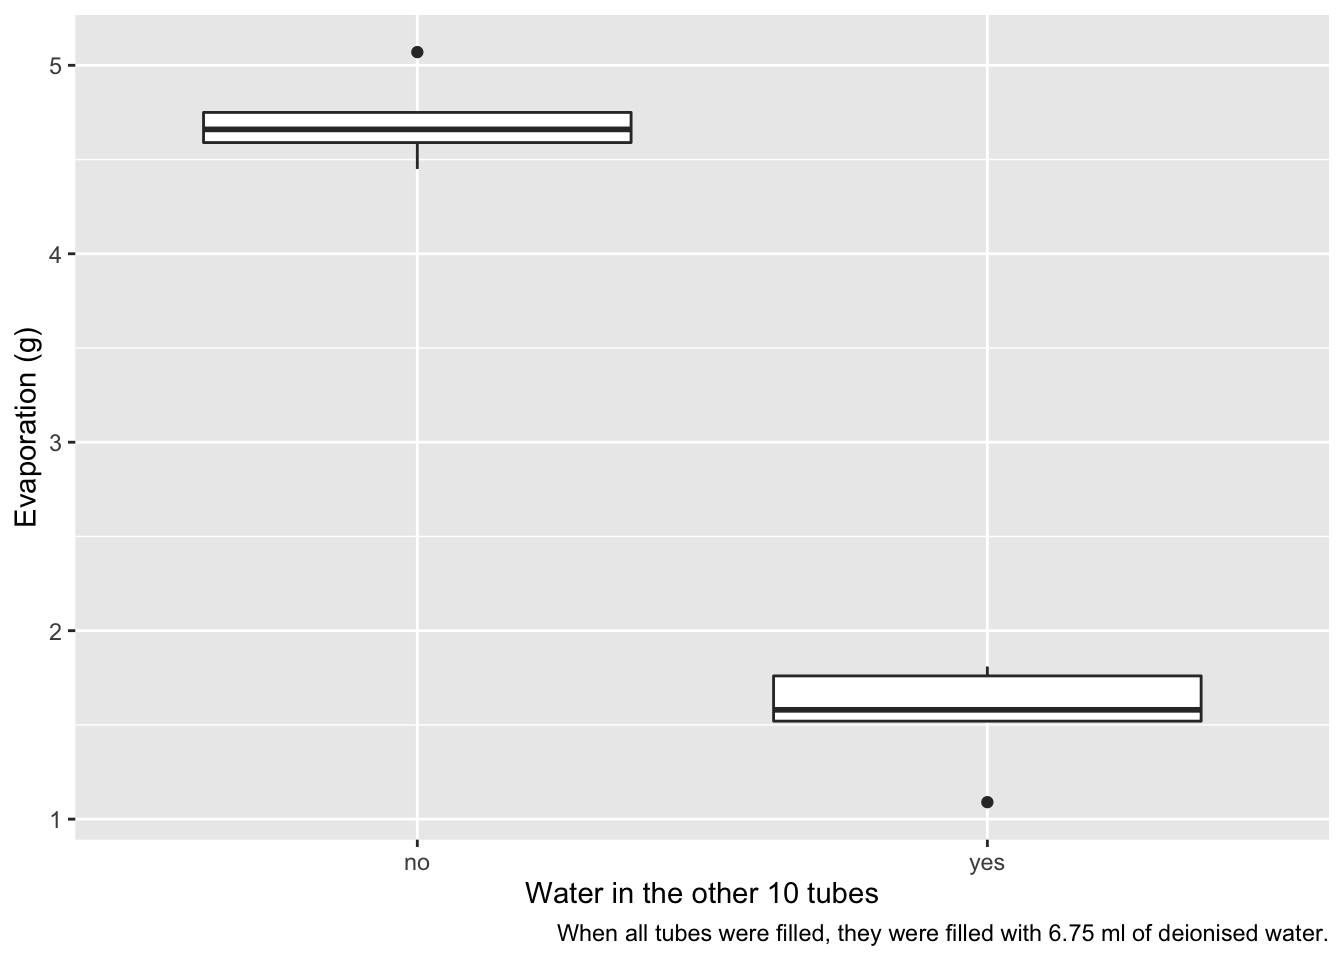 5
4
3
2
1
Evaporation (g)
no yes
Water in the other 10 tubes
When all tubes were filled, they were filled with 6.75 ml of deionised water.